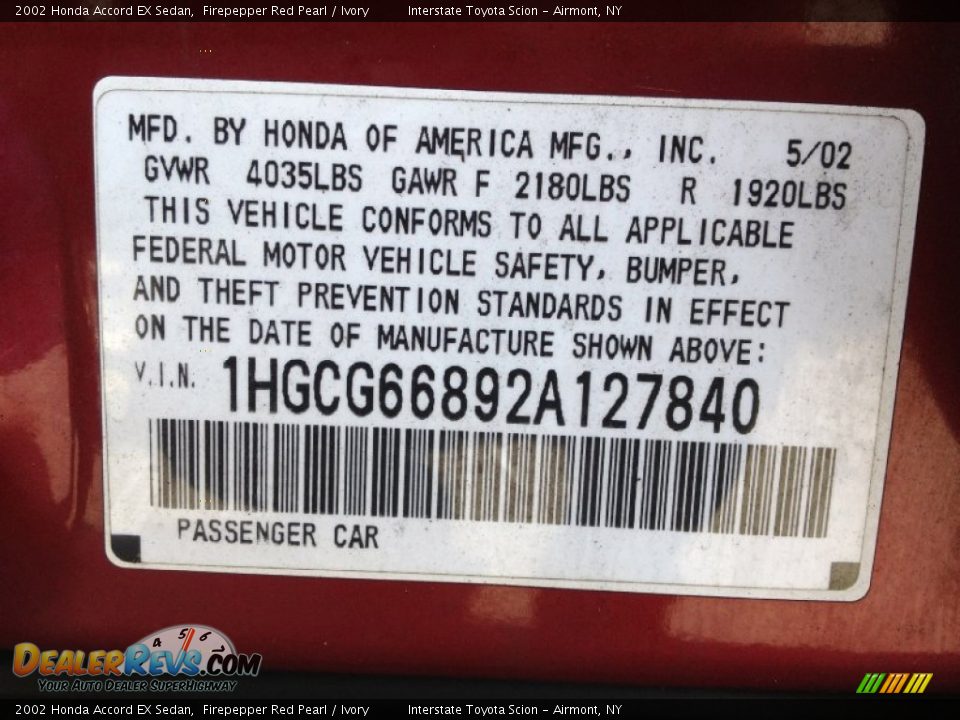 2002 Honda Accord EX Sedan,  Firepepper Red Pearl / Ivory    Interstate Toyota Scion - Airmont, NY
MFD. BY HONDA OF AMERICA MFG., INC. 5/02
GVWR 4035LBS GAWR F 2180LBS R 1920LBS
THIS VEHICLE CONFORMS TO ALL APPLICABLE
FEDERAL MOTOR VEHICLE SAFETY, BUMPER,
AND THEFT PREVENTION STANDARDS IN EFFECT
ON THE DATE OF MANUFACTURE SHOWN ABOVE:
V.I.N. 1HGCG66892A127840
PASSENGER CAR
4 5 6
DEALERREVS.COM
YOUR AUTO DEALER SUPERHIGHWAY
2002 Honda Accord EX Sedan,  Firepepper Red Pearl / Ivory    Interstate Toyota Scion - Airmont, NY